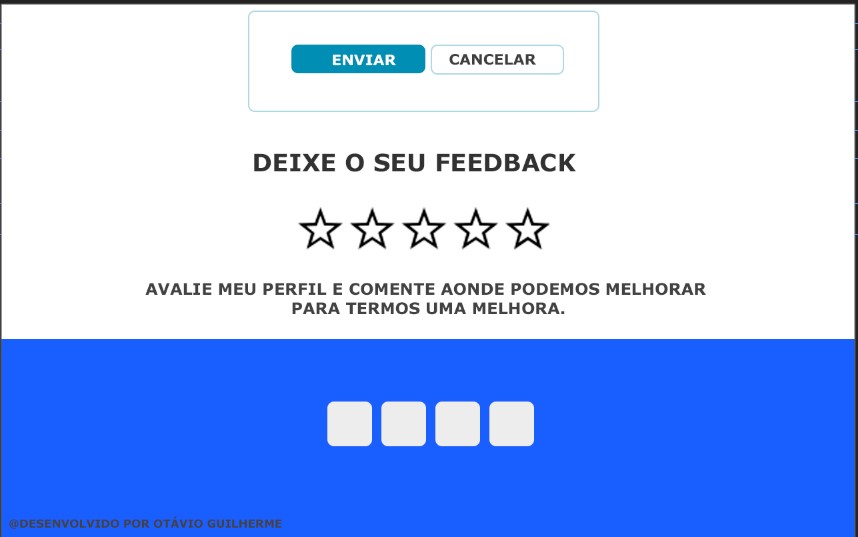 ENVIAR CANCELAR
DEIXE O SEU FEEDBACK
AVALIE MEU PERFIL E COMENTE AONDE PODEMOS MELHORAR
PARA TERMOS UMA MELHORA.
@DESENVOLVIDO POR OTÁVIO GUILHERME